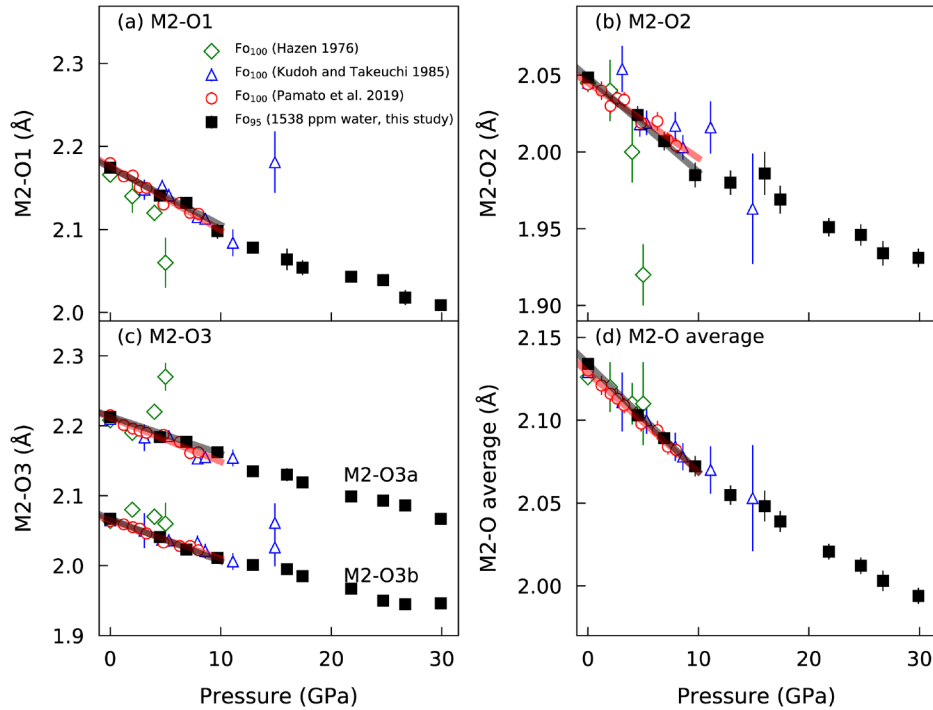 (a) M2-O1
Fo100 (Hazen 1976)
Fo100 (Kudoh and Takeuchi 1985)
Fo100 (Pamato et al. 2019)
Fo95 (1538 ppm water, this study)
M2-O1 (Å)
2.3
2.2
2.1
2.0
(b) M2-O2
M2-O2 (Å)
2.05
2.00
1.95
1.90
(c) M2-O3
M2-O3 (Å)
2.3
2.2
2.1
2.0
1.9
M2-O3a
M2-O3b
0
10
20
30
Pressure (GPa)
(d) M2-O average
M2-O average (Å)
2.15
2.10
2.05
2.00
0
10
20
30
Pressure (GPa)